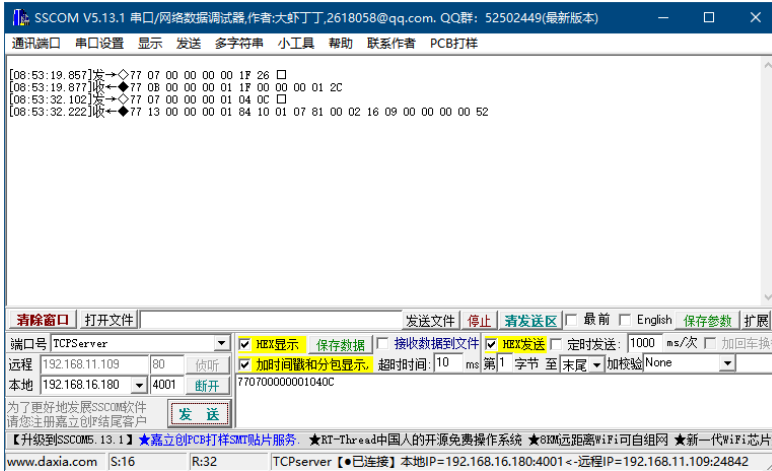 SSCOM V5.13.1 串口/网络数据调试器,作者:大虾丁丁,2618058@qq.com. QQ群：52502449(最新版本)
通讯端口 串口设置 显示 发送 多字符串 小工具 帮助 联系作者 PCB打样
[08:53:19.857]发→◇77 07 00 00 00 00 1F 26 □
[08:53:19.877]收←◆77 0B 00 00 00 01 1F 00 00 00 01 2C
[08:53:32.102]发→◇77 07 00 00 00 01 04 0C □
[08:53:32.222]收←◆77 13 00 00 00 01 84 10 01 07 81 00 02 16 09 00 00 00 00 52
清除窗口 打开文件 发送文件 停止 清发送区 最前 English 保存参数 扩展
端口号 TCPServer HEX显示 保存数据 接收数据到文件 HEX发送 定时发送: 1000 ms/次 加回车换行
远程 192.168.11.109 80 侦听 加时间戳和分包显示, 超时时间: 10 ms 第1 字节 至 末尾 加校验 None
本地 192.168.16.180 4001 断开 770700000001040C
为了更好地发展SSCOM软件
请您注册嘉立创F结尾客户
发 送
【升级到SSCOM5.13.1】★嘉立创PCB打样SMT贴片服务. ★RT-Thread中国人的开源免费操作系统 ★8KM远距离WiFi可自组网 ★新一代WiFi芯片
www.daxia.com S:16 R:32 TCPserver【●已连接】本地IP=192.168.16.180:4001<-远程IP=192.168.11.109:24842